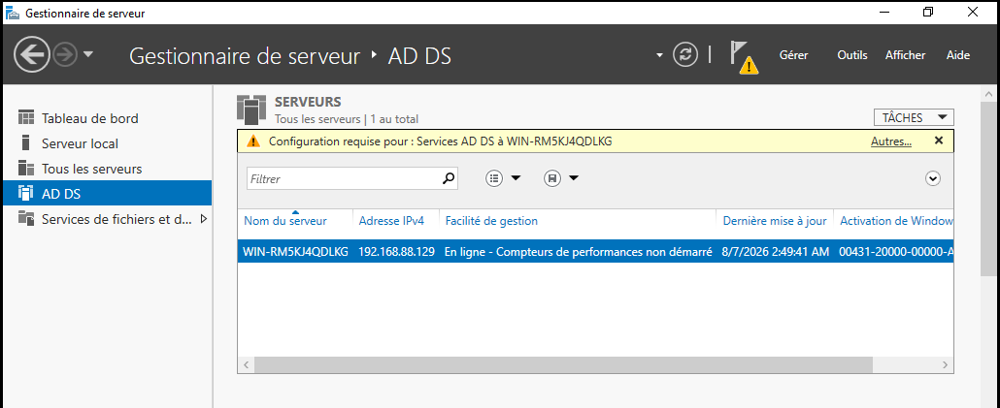 Gestionnaire de serveur
Gestionnaire de serveur ‣ AD DS
Gérer Outils Afficher Aide
Tableau de bord
Serveur local
Tous les serveurs
AD DS
Services de fichiers et d...
SERVEURS
Tous les serveurs | 1 au total
TÂCHES
Configuration requise pour : Services AD DS à WIN-RM5KJ4QDLKG Autres...
Filtrer
Nom du serveur Adresse IPv4 Facilité de gestion Dernière mise à jour Activation de Window
WIN-RM5KJ4QDLKG 192.168.88.129 En ligne - Compteurs de performances non démarré 8/7/2026 2:49:41 AM 00431-20000-00000-A